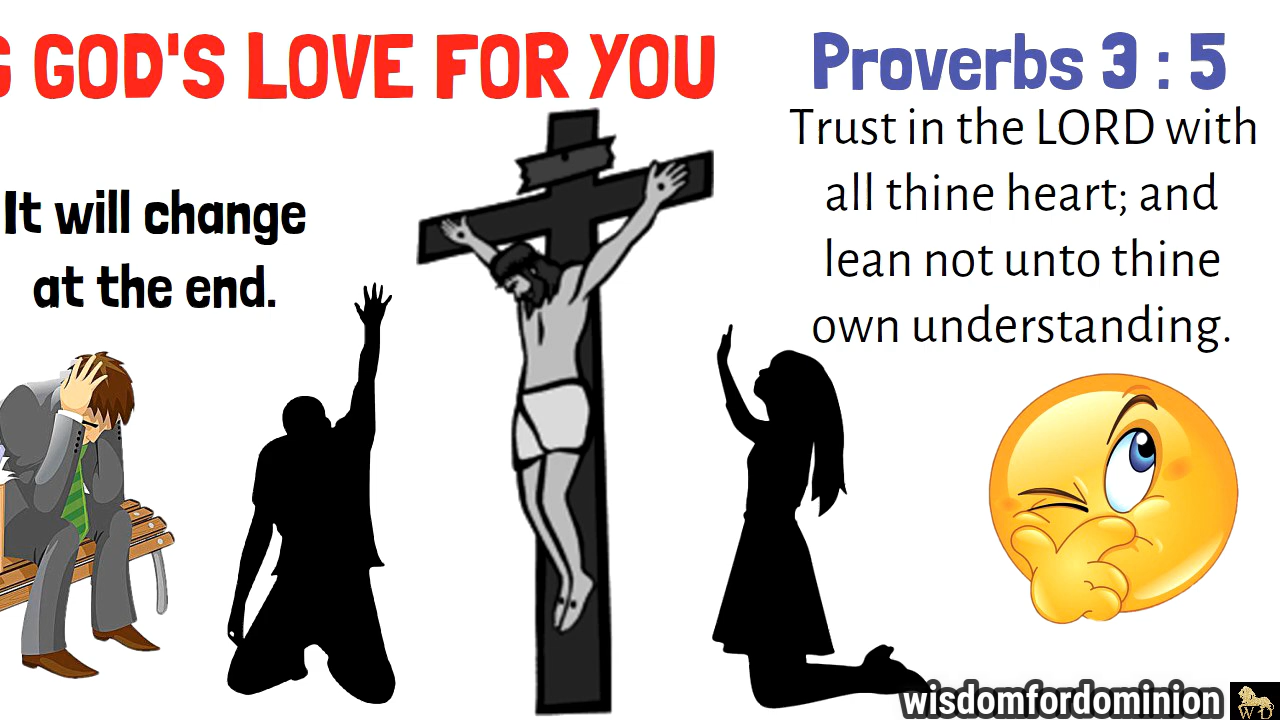 GOD'S LOVE FOR YOU
It will change
at the end.
Proverbs 3 : 5
Trust in the LORD with
all thine heart; and
lean not unto thine
own understanding.
wisdomfordominion